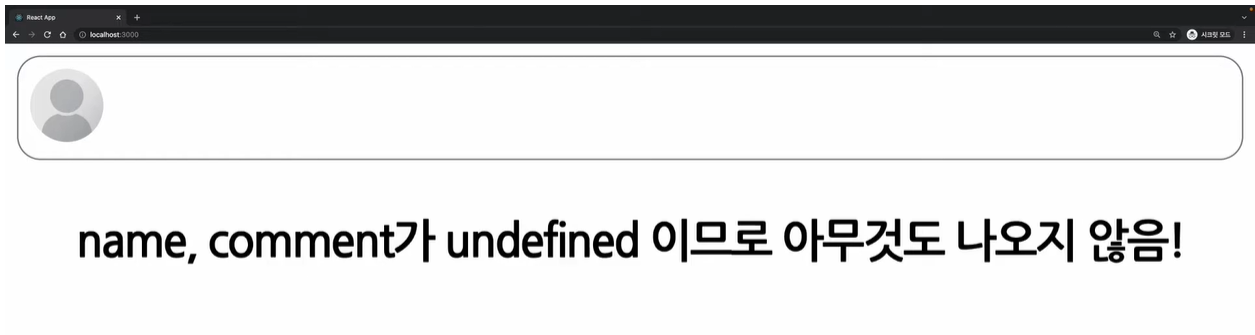 React App
localhost:3000
시크릿 모드
name, comment가 undefined 이므로 아무것도 나오지 않음!